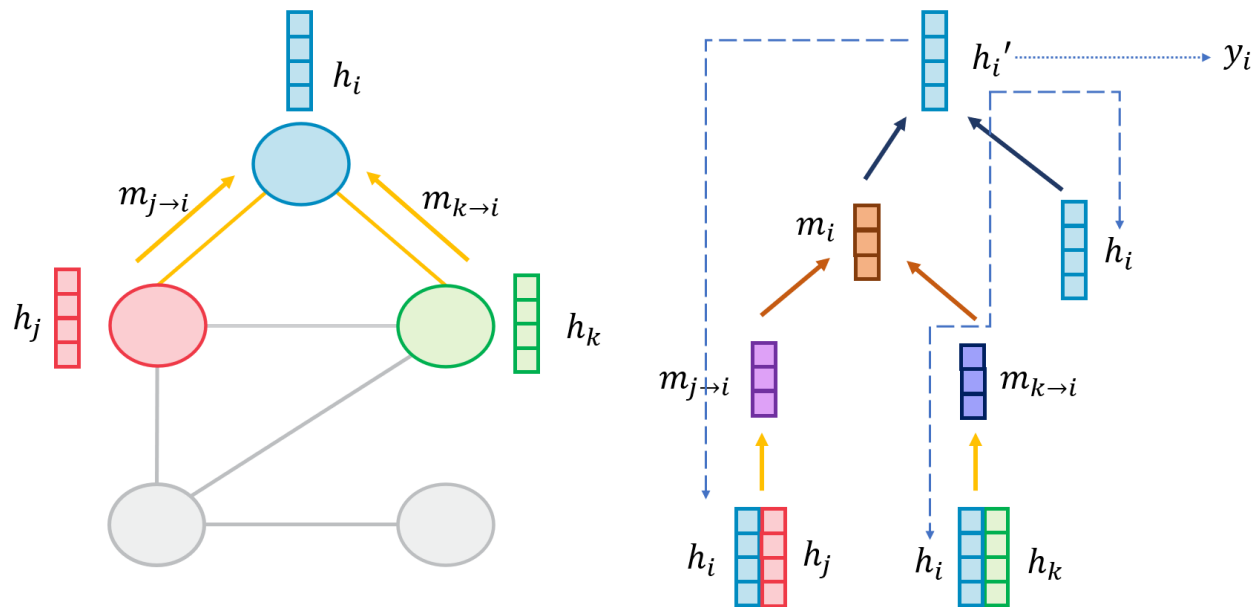 h_i
m_{j→i}
m_{k→i}
h_j
h_k
h_i′
y_i
m_i
h_i
m_{j→i}
m_{k→i}
h_i
h_j
h_i
h_k